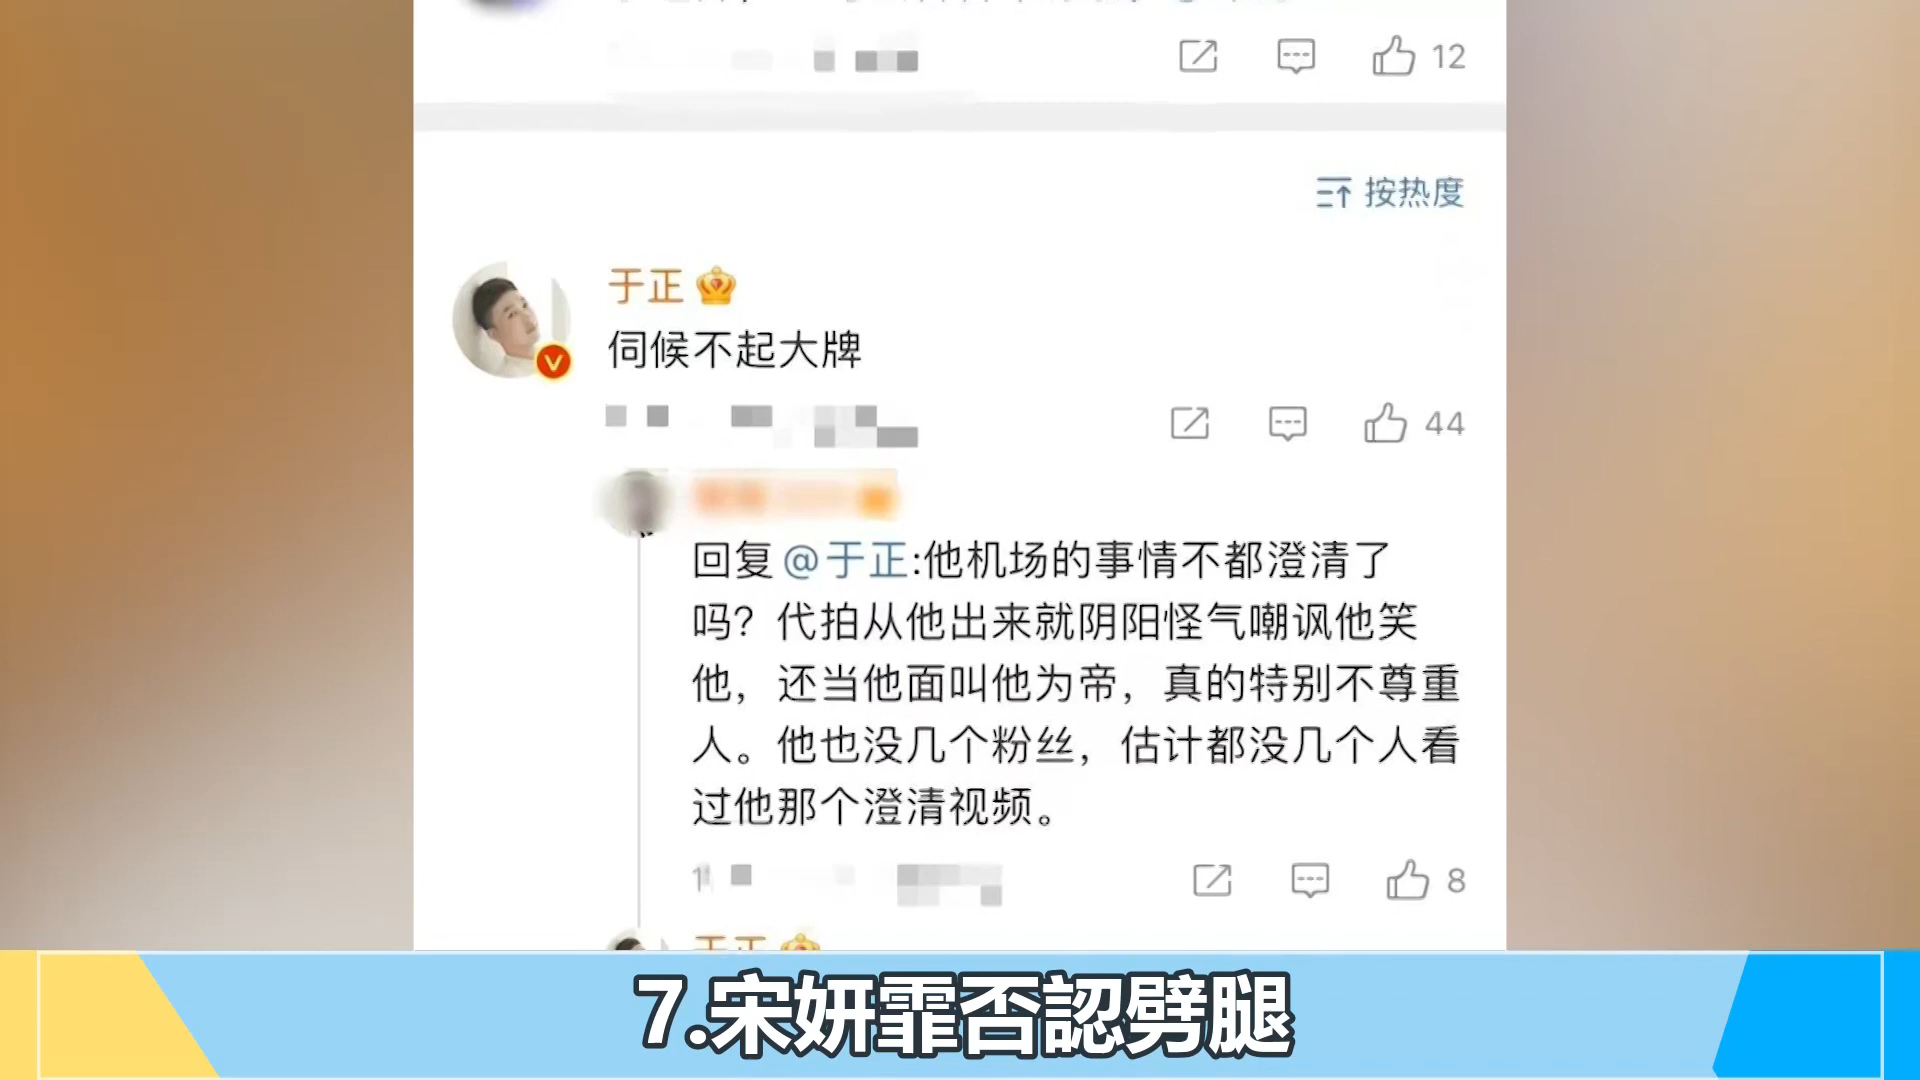 12
按热度
于正
伺候不起大牌
44
回复@于正:他机场的事情不都澄清了
吗？代拍从他出来就阴阳怪气嘲讽他笑
他，还当他面叫他为帝，真的特别不尊重
人。他也没几个粉丝，估计都没几个人看
过他那个澄清视频。
8
于正
7.宋妍霏否認劈腿